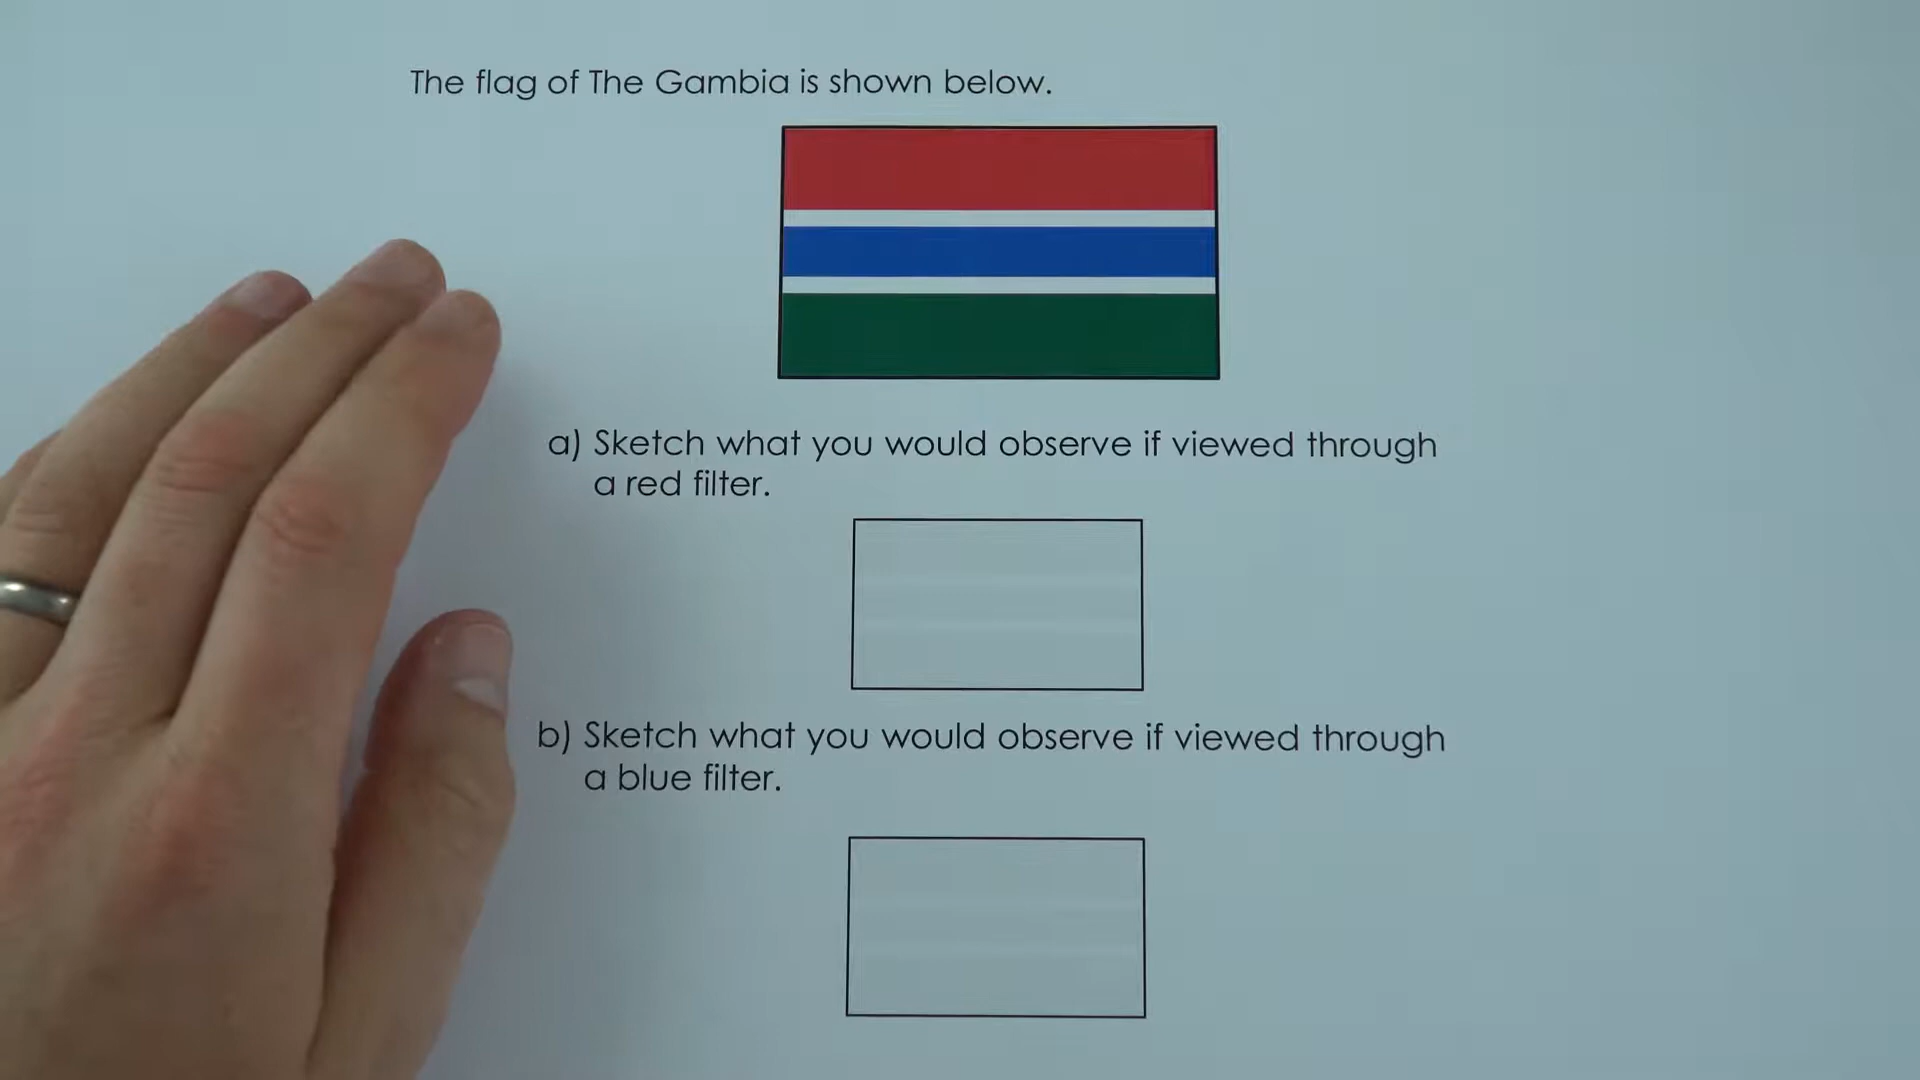 The flag of The Gambia is shown below.
a) Sketch what you would observe if viewed through
a red filter.
b) Sketch what you would observe if viewed through
a blue filter.